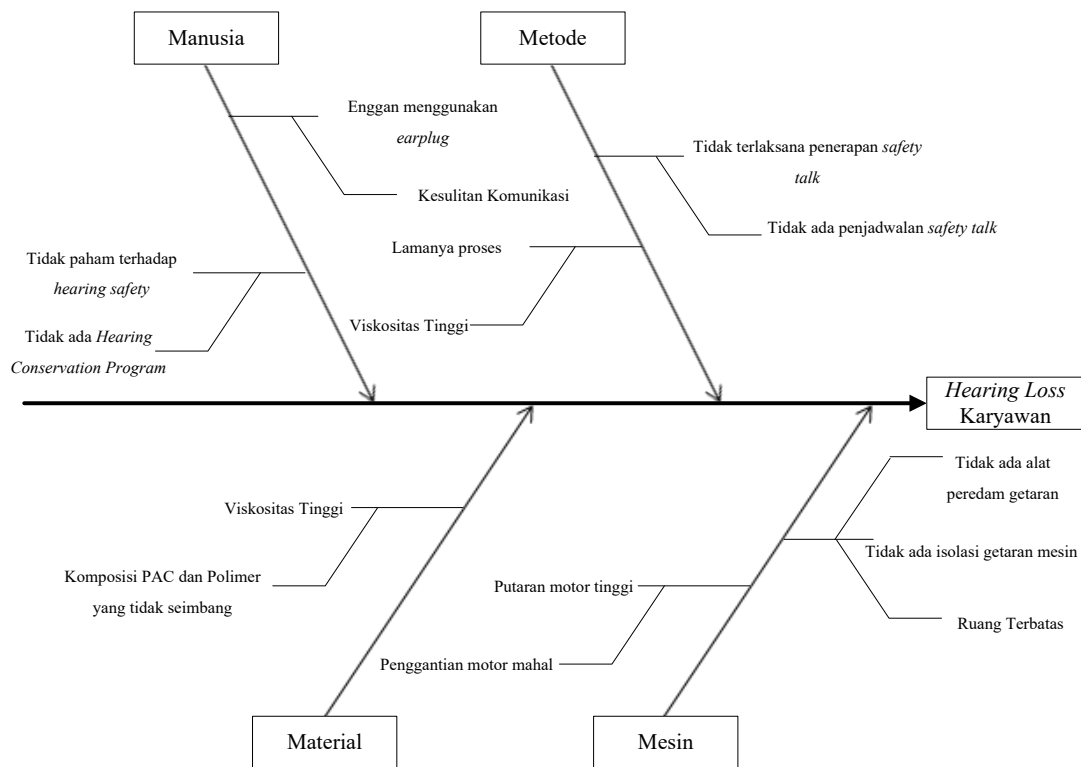 Manusia
Metode
Enggan menggunakan
earplug
Kesulitan Komunikasi
Tidak paham terhadap
hearing safety
Tidak ada Hearing
Conservation Program
Tidak terlaksana penerapan safety
talk
Tidak ada penjadwalan safety talk
Lamanya proses
Viskositas Tinggi
Hearing Loss
Karyawan
Viskositas Tinggi
Komposisi PAC dan Polimer
yang tidak seimbang
Tidak ada alat
peredam getaran
Tidak ada isolasi getaran mesin
Ruang Terbatas
Putaran motor tinggi
Penggantian motor mahal
Material
Mesin